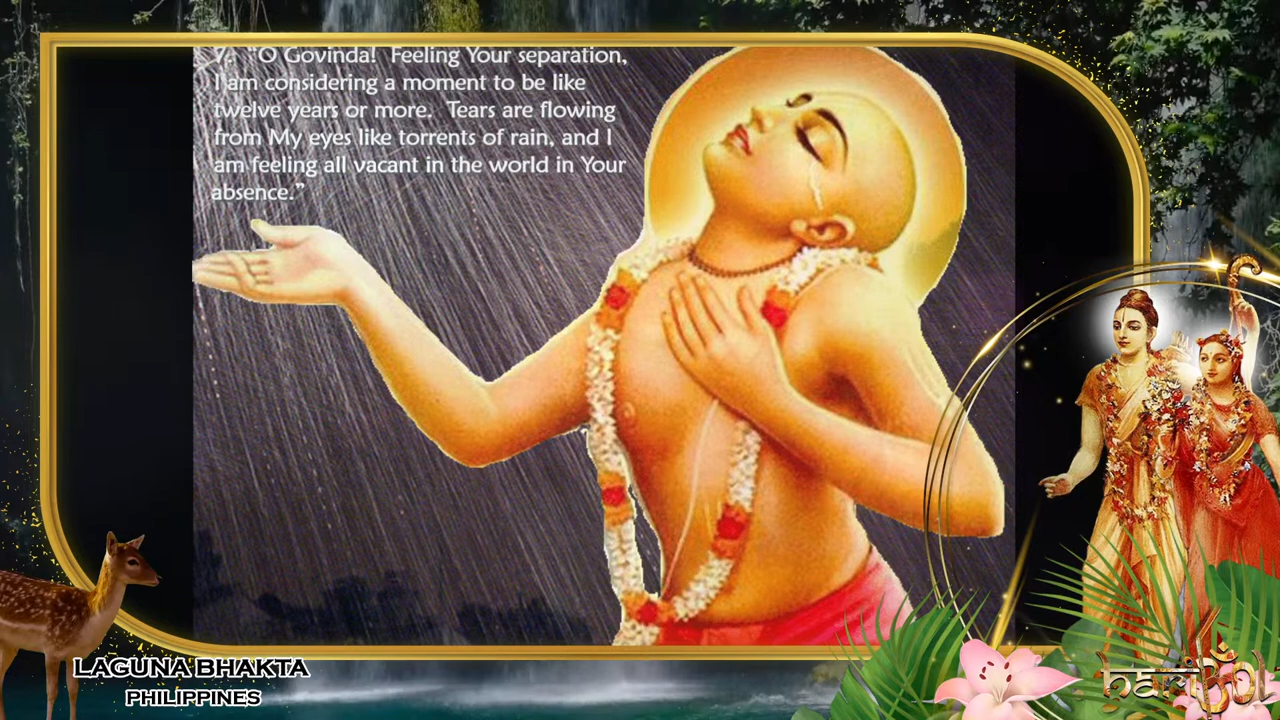 7. "O Govinda! Feeling Your separation,
I am considering a moment to be like
twelve years or more. Tears are flowing
from My eyes like torrents of rain, and I
am feeling all vacant in the world in Your
absence."
LAGUNA BHAKTA
PHILIPPINES
hariBOL